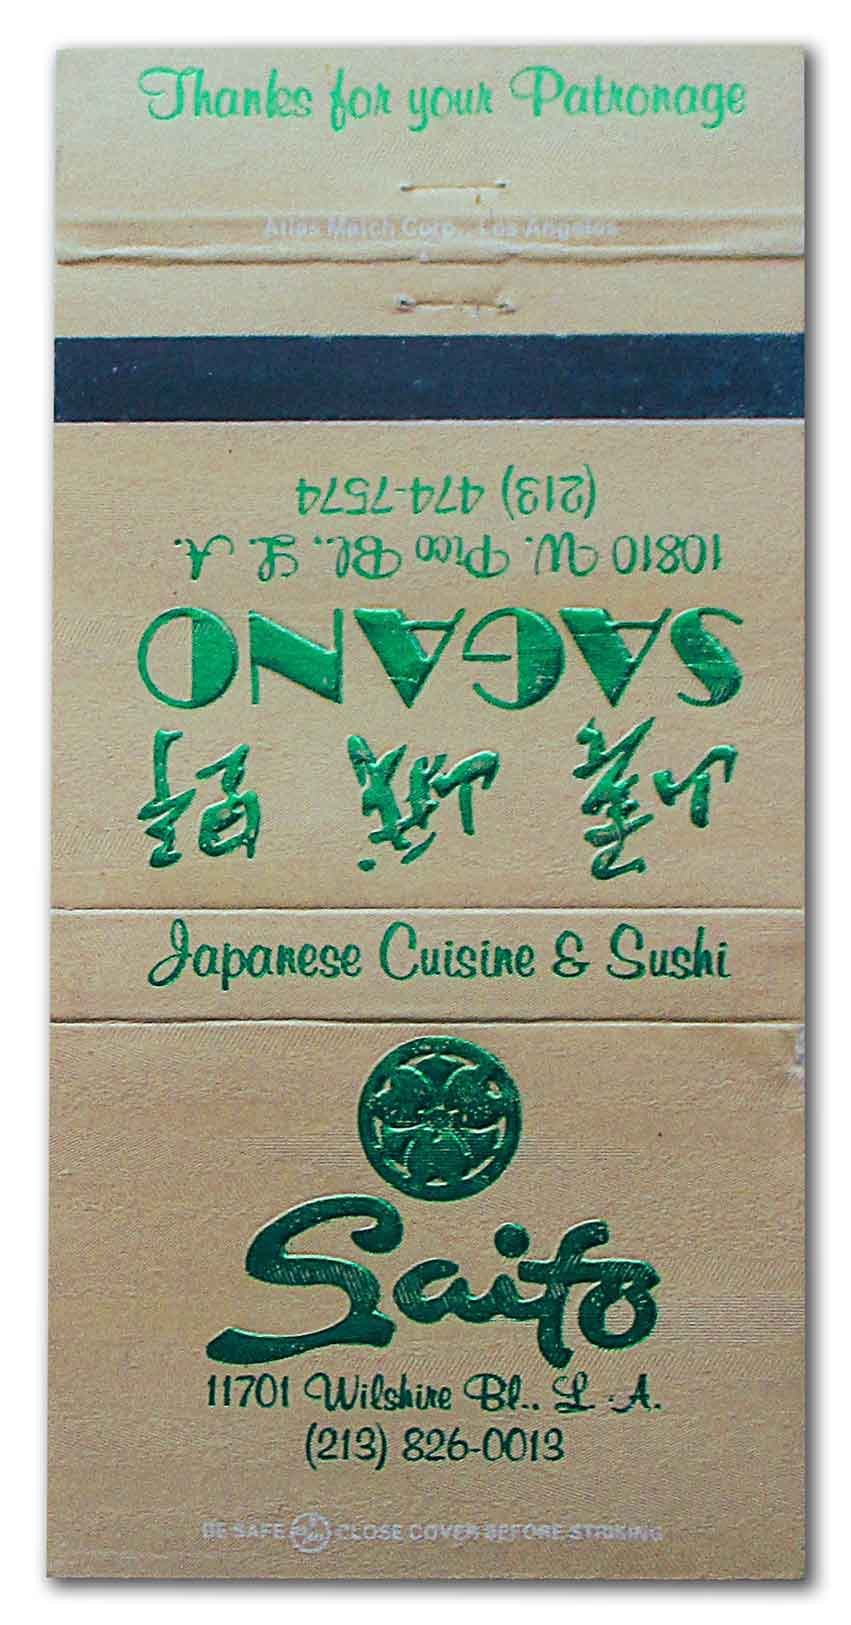 Thanks for your Patronage
Atlas Match Corp., Los Angeles
嵯峨野
SAGANO
10810 W. Pico Bl., L. A.
(213) 474-7574
Japanese Cuisine & Sushi
Saito
11701 Wilshire Bl., L. A.
(213) 826-0013
BE SAFE CLOSE COVER BEFORE STRIKING